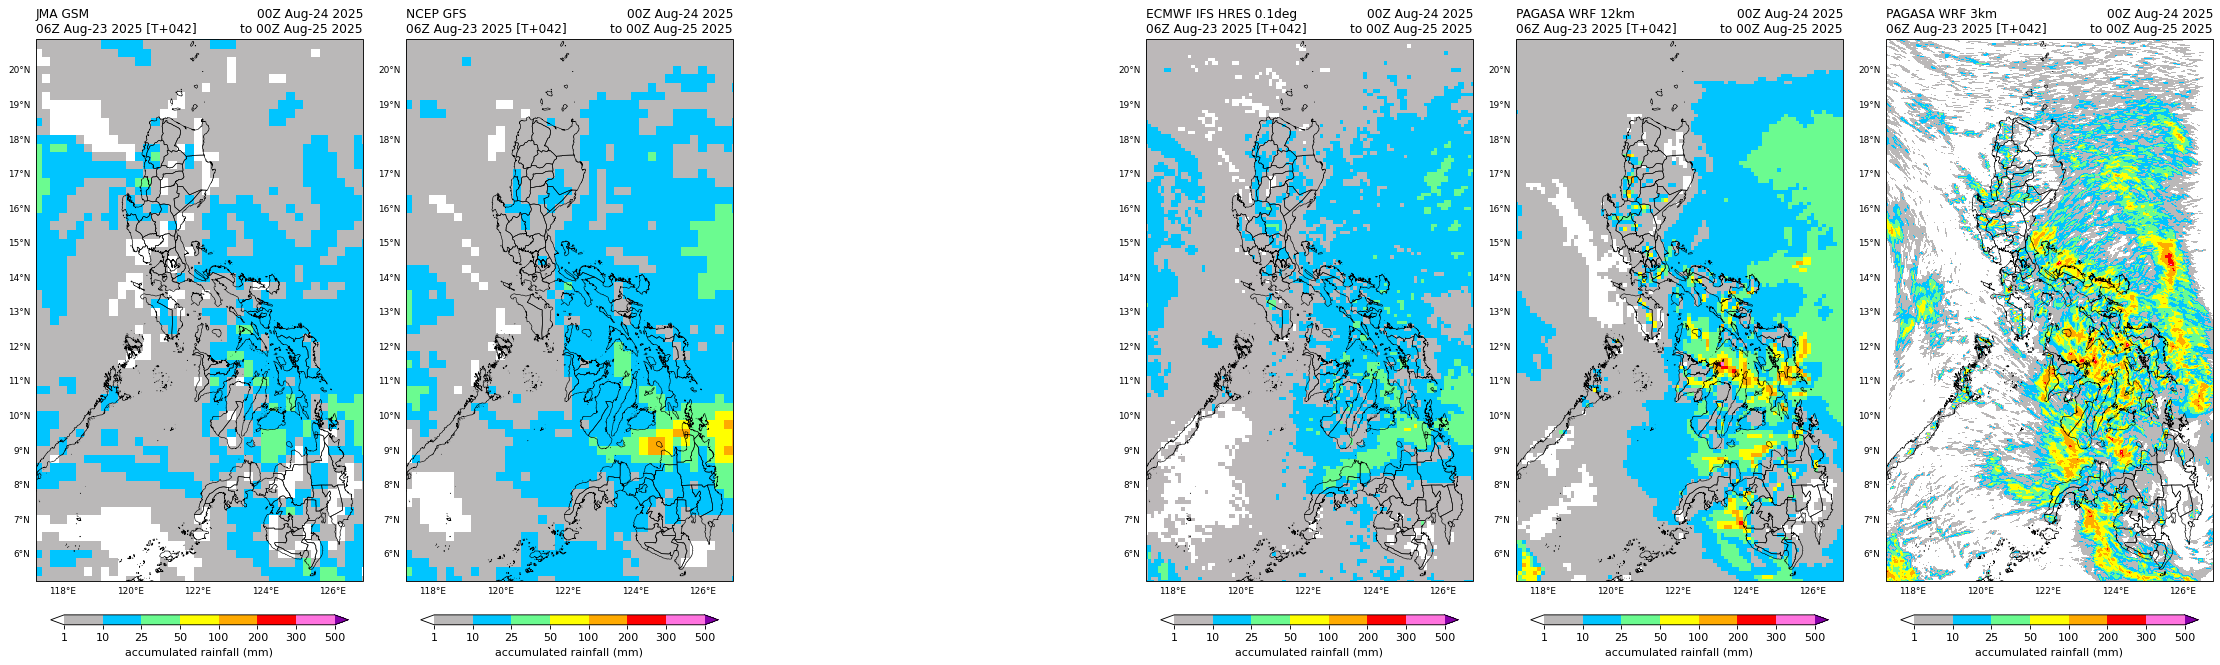 JMA GSM 00Z Aug-24 2025
06Z Aug-23 2025 [T+042] to 00Z Aug-25 2025
20°N
19°N
18°N
17°N
16°N
15°N
14°N
13°N
12°N
11°N
10°N
9°N
8°N
7°N
6°N
118°E 120°E 122°E 124°E 126°E
1 10 25 50 100 200 300 500
accumulated rainfall (mm)
NCEP GFS 00Z Aug-24 2025
06Z Aug-23 2025 [T+042] to 00Z Aug-25 2025
20°N
19°N
18°N
17°N
16°N
15°N
14°N
13°N
12°N
11°N
10°N
9°N
8°N
7°N
6°N
118°E 120°E 122°E 124°E 126°E
1 10 25 50 100 200 300 500
accumulated rainfall (mm)
ECMWF IFS HRES 0.1deg 00Z Aug-24 2025
06Z Aug-23 2025 [T+042] to 00Z Aug-25 2025
20°N
19°N
18°N
17°N
16°N
15°N
14°N
13°N
12°N
11°N
10°N
9°N
8°N
7°N
6°N
118°E 120°E 122°E 124°E 126°E
1 10 25 50 100 200 300 500
accumulated rainfall (mm)
PAGASA WRF 12km 00Z Aug-24 2025
06Z Aug-23 2025 [T+042] to 00Z Aug-25 2025
20°N
19°N
18°N
17°N
16°N
15°N
14°N
13°N
12°N
11°N
10°N
9°N
8°N
7°N
6°N
118°E 120°E 122°E 124°E 126°E
1 10 25 50 100 200 300 500
accumulated rainfall (mm)
PAGASA WRF 3km 00Z Aug-24 2025
06Z Aug-23 2025 [T+042] to 00Z Aug-25 2025
20°N
19°N
18°N
17°N
16°N
15°N
14°N
13°N
12°N
11°N
10°N
9°N
8°N
7°N
6°N
118°E 120°E 122°E 124°E 126°E
1 10 25 50 100 200 300 500
accumulated rainfall (mm)